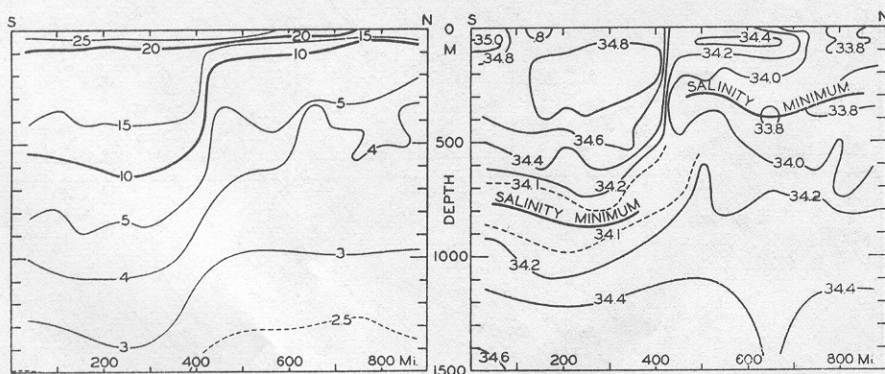 S N S N
25 20 15 20 15 0 35.0 .8 34.8 34.4 33.8
10 M 34.8 34.2
5 34.0
15 SALINITY MINIMUM
4 34.6 33.8 33.8
500 34.4 34.0
10 34.1 34.2 34.2
5 DEPTH SALINITY MINIMUM
3 34.1
4 1000 34.2
34.4 34.4
2.5
3 34.6
200 400 600 800 Mi. 1500 200 400 600 800 Mi.